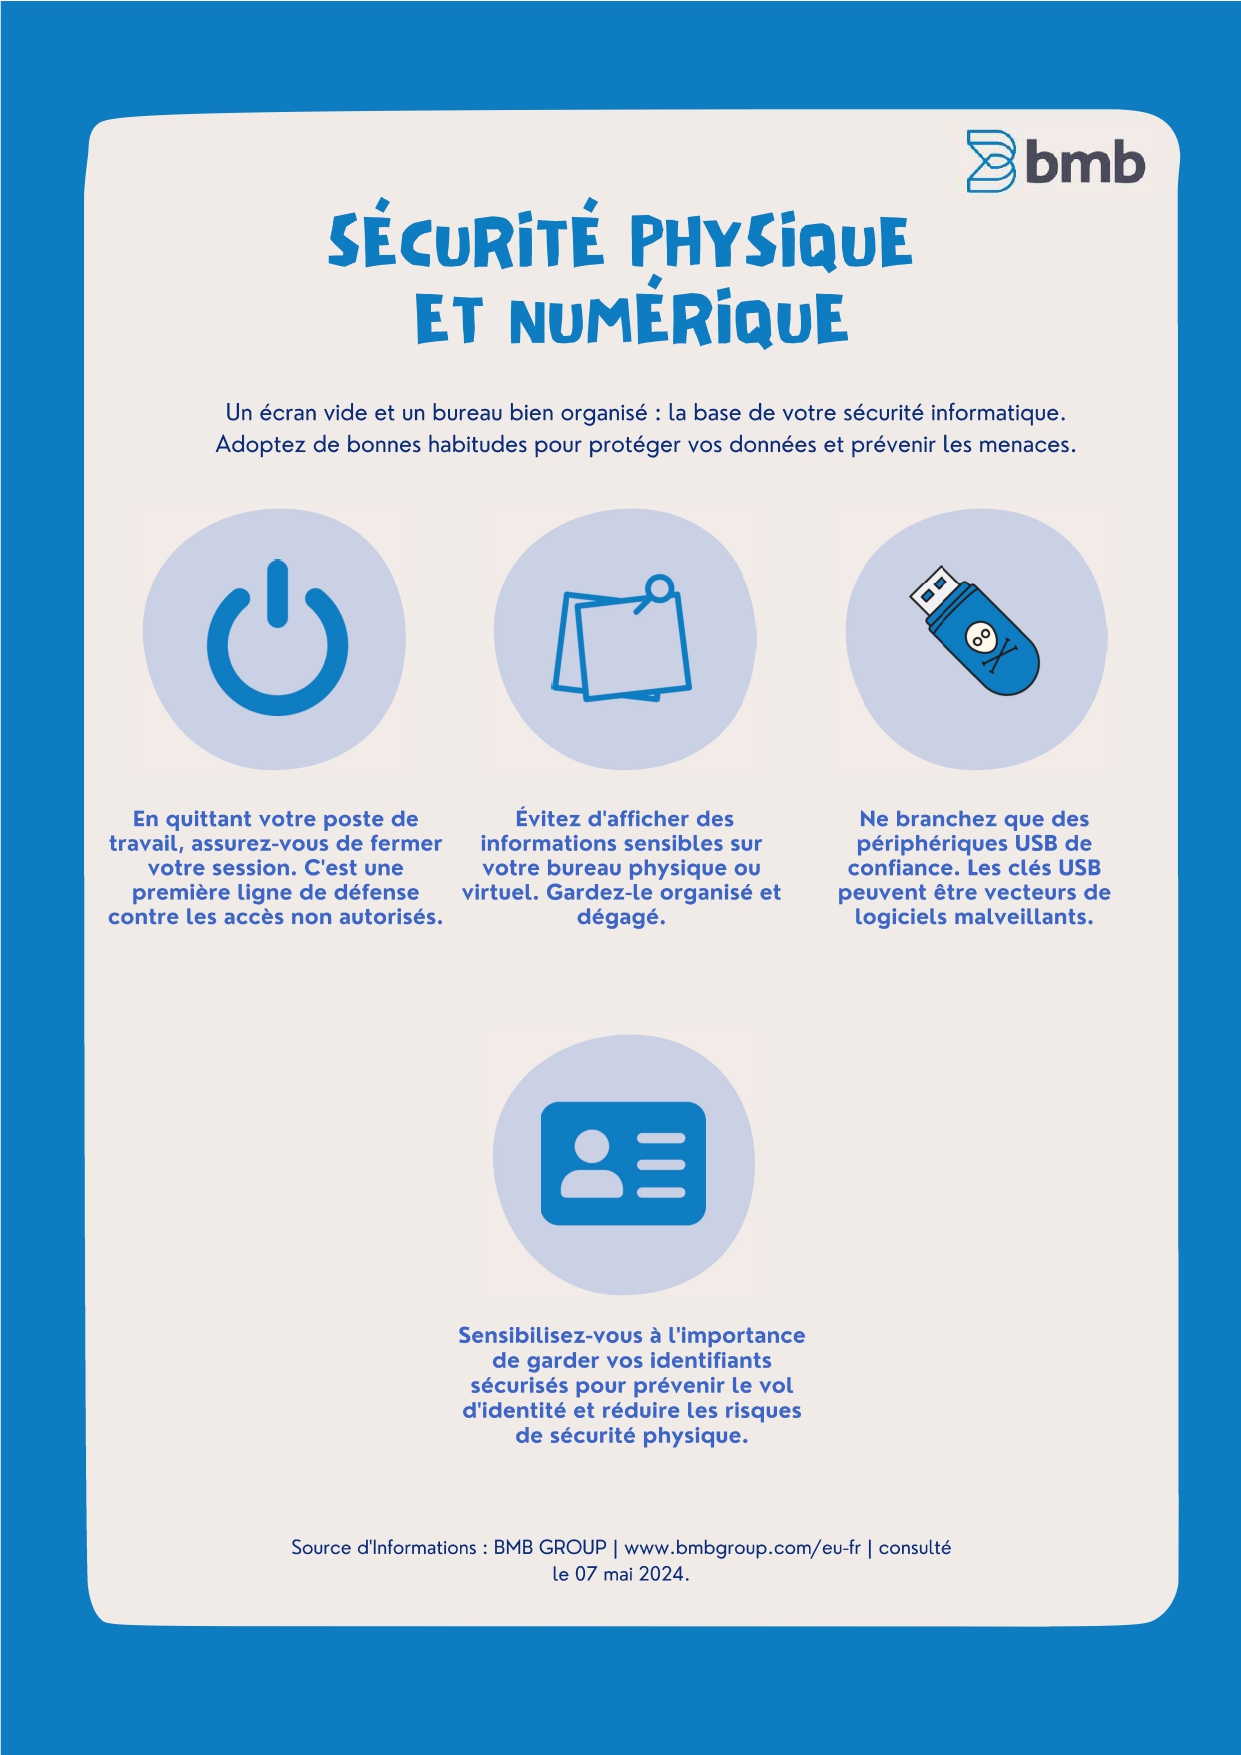 bmb
SÉCURITÉ PHYSIQUE
ET NUMÉRIQUE
Un écran vide et un bureau bien organisé : la base de votre sécurité informatique.
Adoptez de bonnes habitudes pour protéger vos données et prévenir les menaces.
En quittant votre poste de
travail, assurez-vous de fermer
votre session. C'est une
première ligne de défense
contre les accès non autorisés.
Évitez d'afficher des
informations sensibles sur
votre bureau physique ou
virtuel. Gardez-le organisé et
dégagé.
Ne branchez que des
périphériques USB de
confiance. Les clés USB
peuvent être vecteurs de
logiciels malveillants.
Sensibilisez-vous à l'importance
de garder vos identifiants
sécurisés pour prévenir le vol
d'identité et réduire les risques
de sécurité physique.
Source d'Informations : BMB GROUP | www.bmbgroup.com/eu-fr | consulté
le 07 mai 2024.